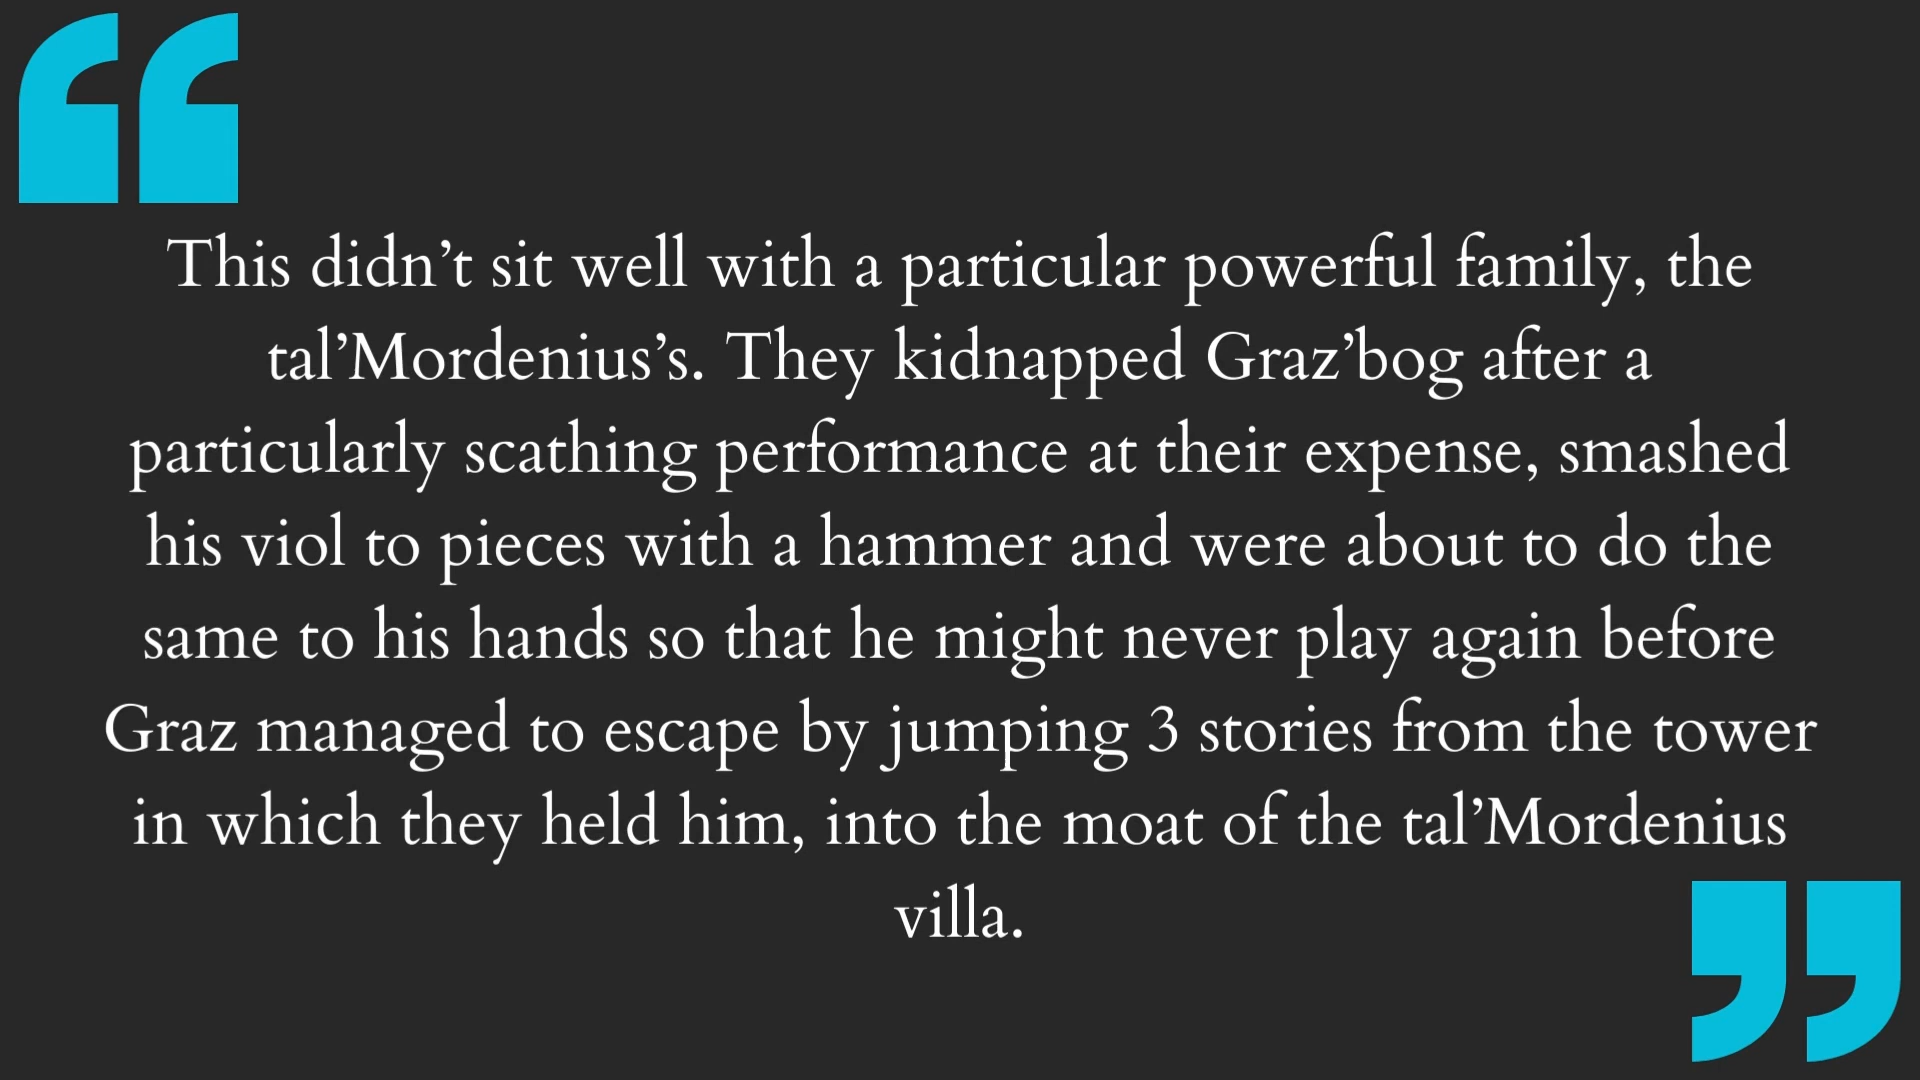 This didn’t sit well with a particular powerful family, the
tal’Mordenius’s. They kidnapped Graz’bog after a
particularly scathing performance at their expense, smashed
his viol to pieces with a hammer and were about to do the
same to his hands so that he might never play again before
Graz managed to escape by jumping 3 stories from the tower
in which they held him, into the moat of the tal’Mordenius
villa.